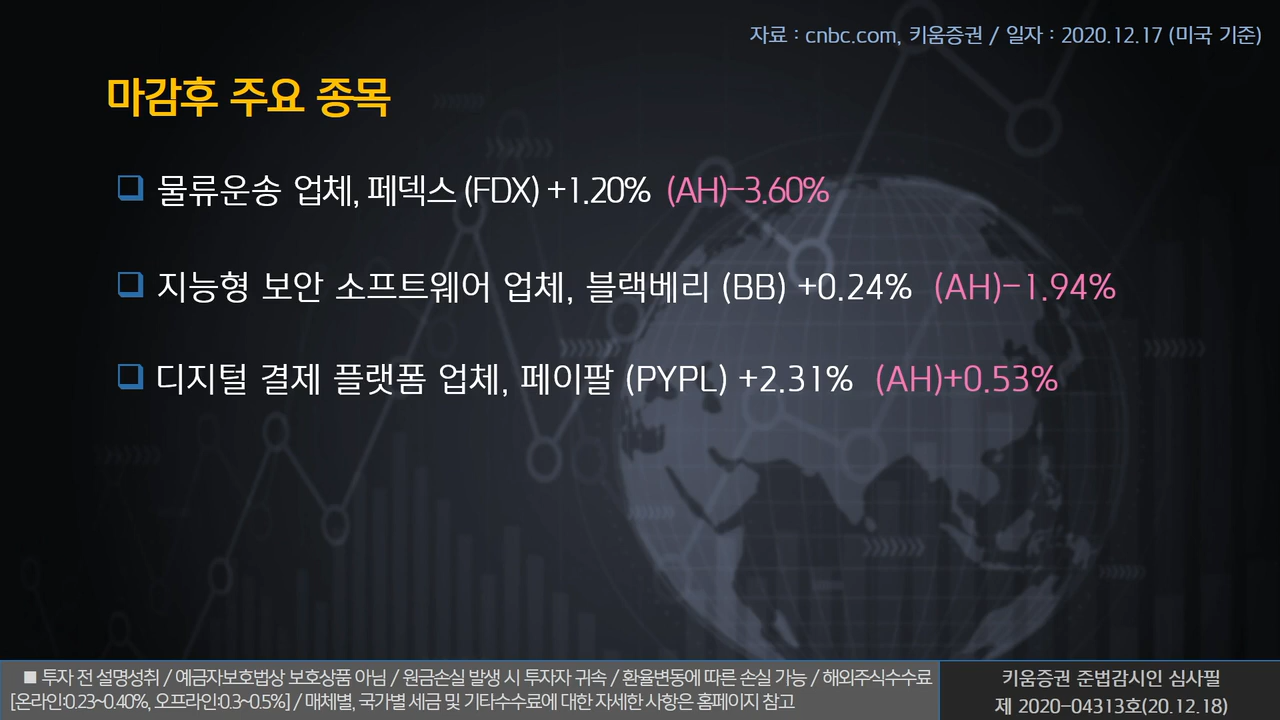 자료 : cnbc.com, 키움증권 / 일자 : 2020.12.17 (미국 기준)
마감후 주요 종목
❑ 물류운송 업체, 페덱스 (FDX) +1.20% (AH)-3.60%
❑ 지능형 보안 소프트웨어 업체, 블랙베리 (BB) +0.24% (AH)-1.94%
❑ 디지털 결제 플랫폼 업체, 페이팔 (PYPL) +2.31% (AH)+0.53%
■ 투자 전 설명성취 / 예금자보호법상 보호상품 아님 / 원금손실 발생 시 투자자 귀속 / 환율변동에 따른 손실 가능 / 해외주식수수료
[온라인:0.23~0.40%, 오프라인:0.3~0.5%] / 매체별, 국가별 세금 및 기타수수료에 대한 자세한 사항은 홈페이지 참고
키움증권 준법감시인 심사필
제 2020-04313호(20.12.18)